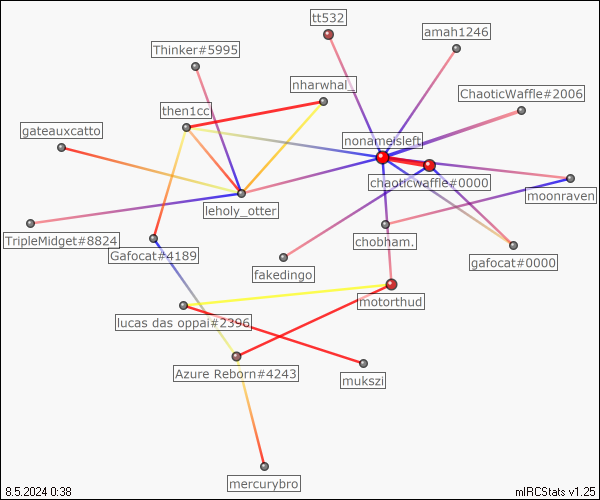 tt532
amah1246
Thinker#5995
nharwhal_
ChaoticWaffle#2006
then1cc
gateauxcatto
nonameisleft
chaoticwaffle#0000
moonraven
leholy_otter
TripleMidget#8824
Gafocat#4189
chobham.
gafocat#0000
fakedingo
motorthud
lucas das oppai#2396
Azure Reborn#4243
mukszi
mercurybro
8.5.2024 0:38
mIRCStats v1.25